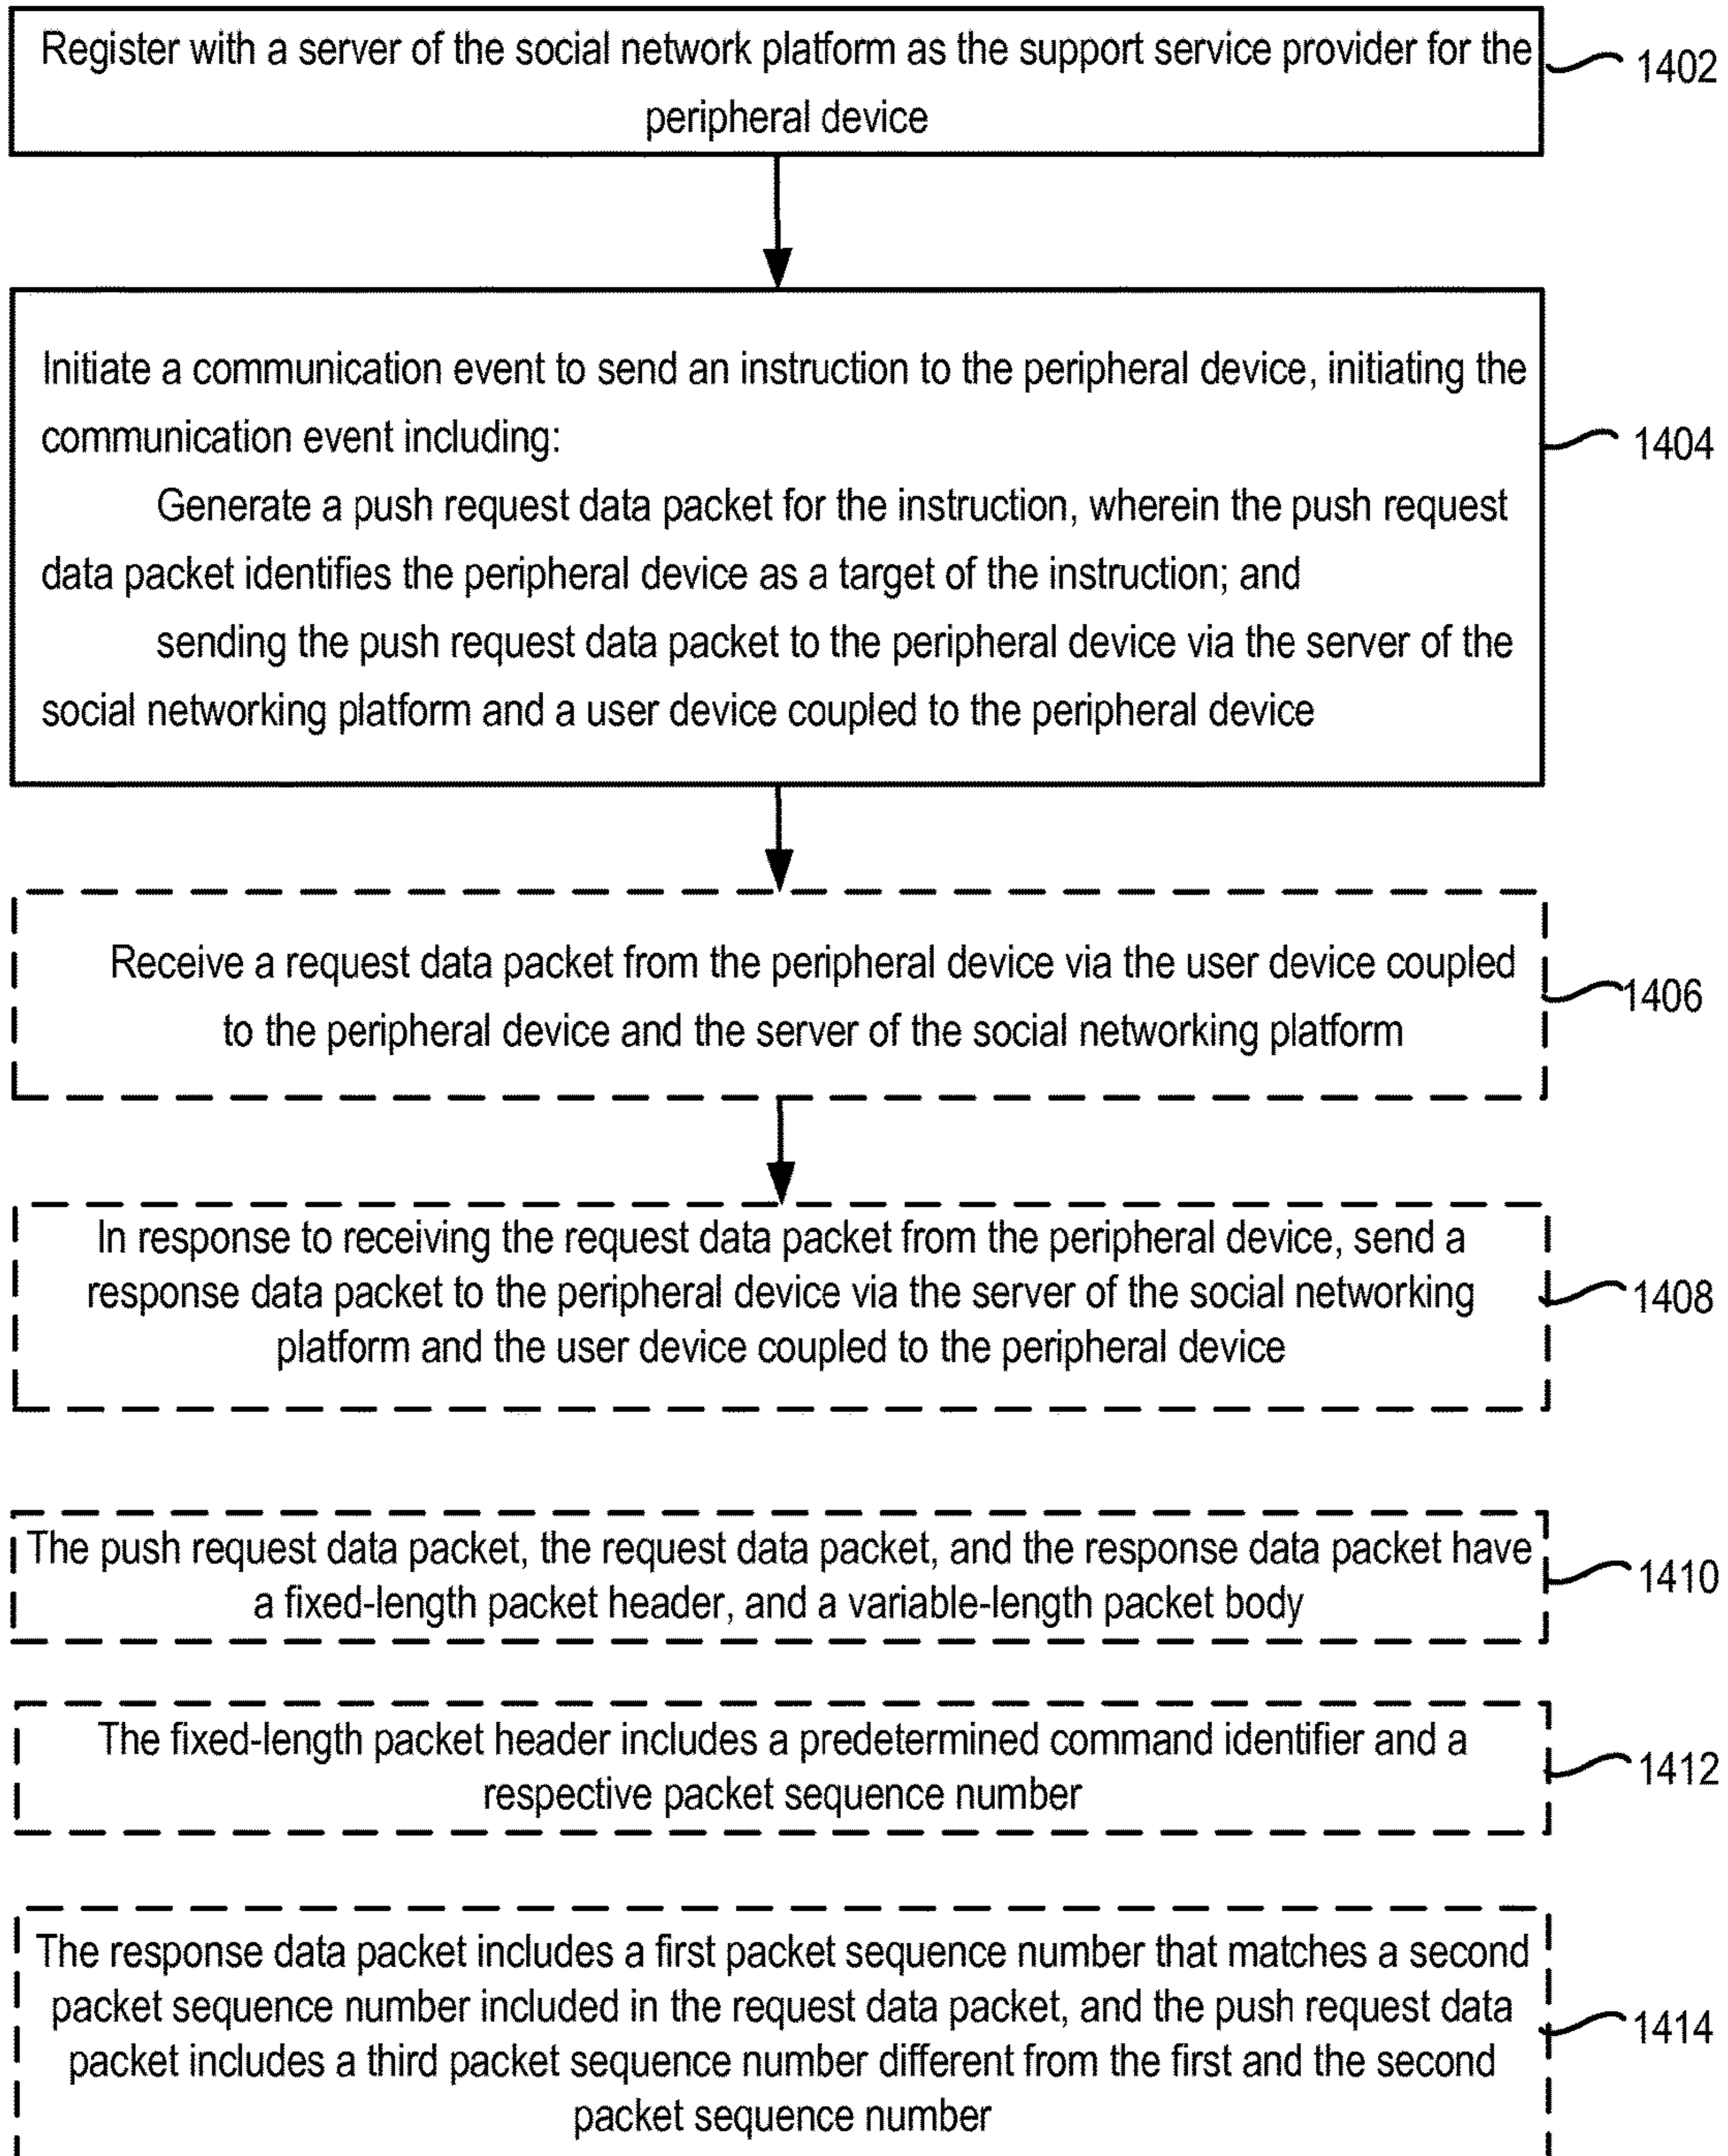 Register with a server of the social network platform as the support service provider for the
peripheral device
1402
Initiate a communication event to send an instruction to the peripheral device, initiating the
communication event including:
Generate a push request data packet for the instruction, wherein the push request
data packet identifies the peripheral device as a target of the instruction; and
sending the push request data packet to the peripheral device via the server of the
social networking platform and a user device coupled to the peripheral device
1404
Receive a request data packet from the peripheral device via the user device coupled
to the peripheral device and the server of the social networking platform
1406
In response to receiving the request data packet from the peripheral device, send a
response data packet to the peripheral device via the server of the social networking
platform and the user device coupled to the peripheral device
1408
The push request data packet, the request data packet, and the response data packet have
a fixed-length packet header, and a variable-length packet body
1410
The fixed-length packet header includes a predetermined command identifier and a
respective packet sequence number
1412
The response data packet includes a first packet sequence number that matches a second
packet sequence number included in the request data packet, and the push request data
packet includes a third packet sequence number different from the first and the second
packet sequence number
1414